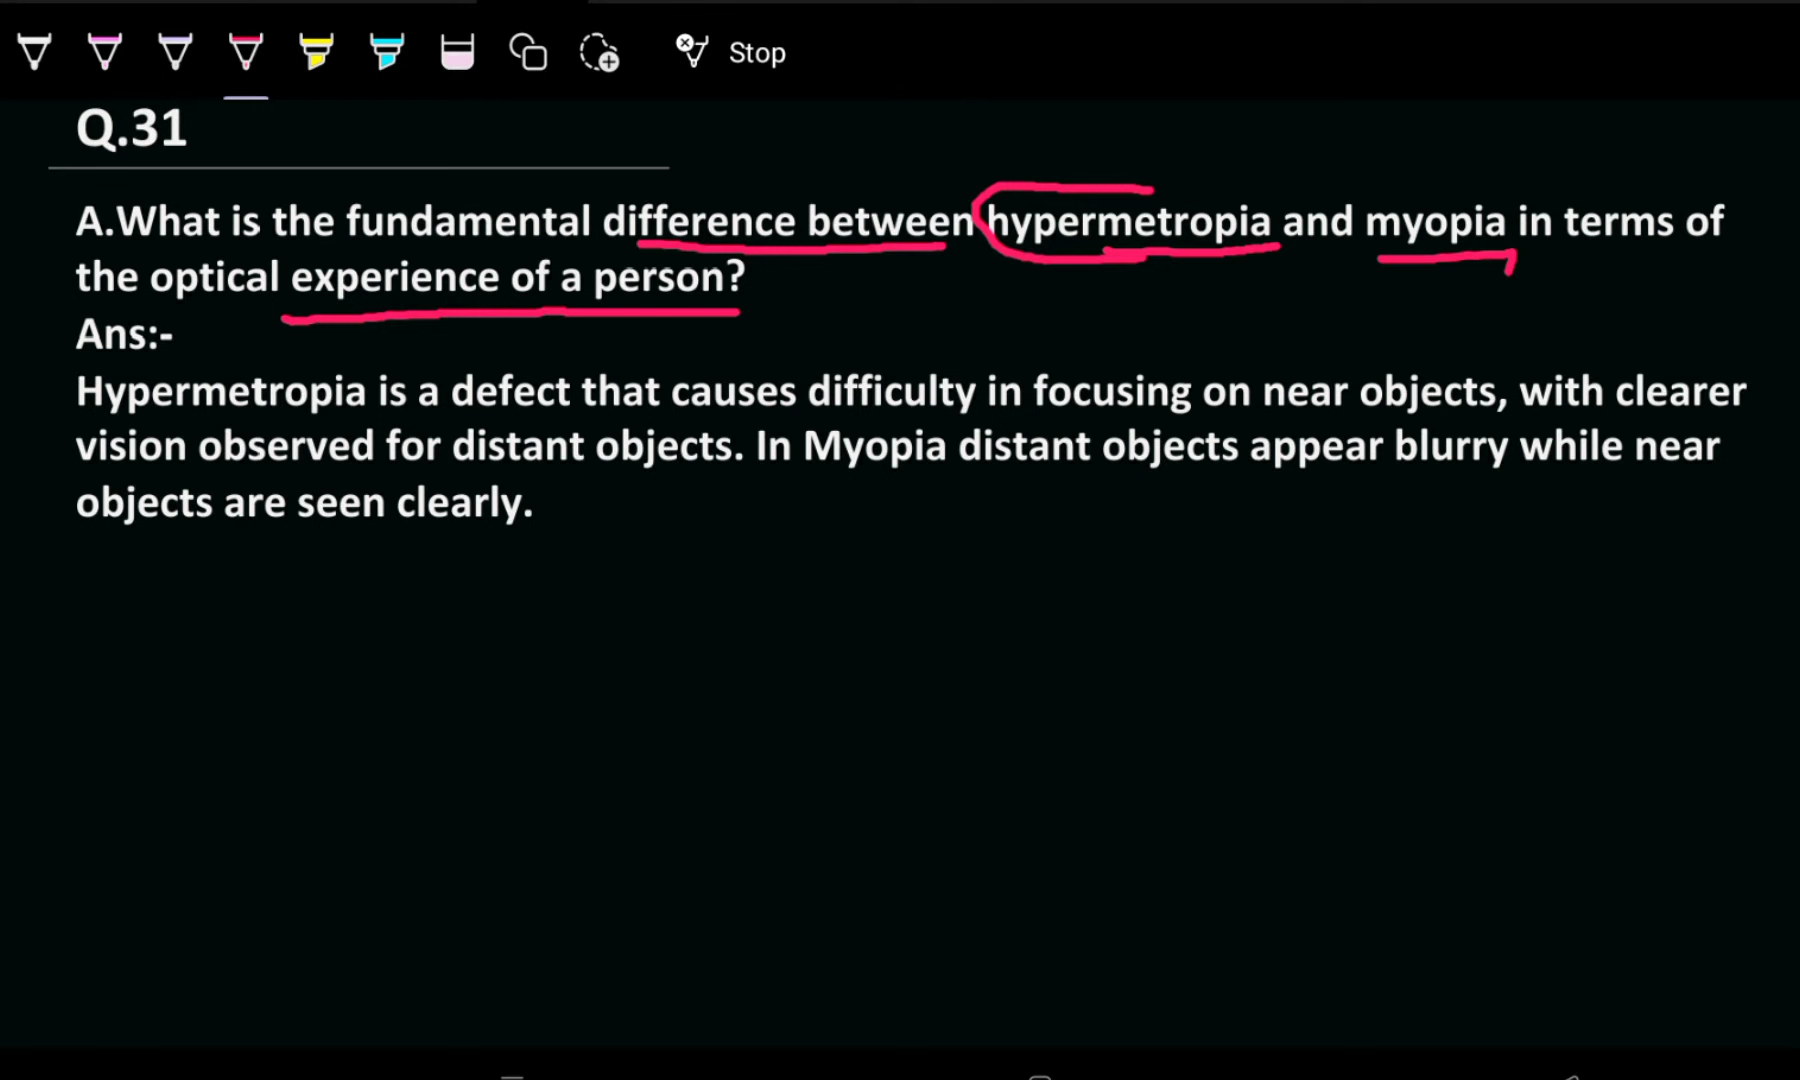 Stop
Q.31
A.What is the fundamental difference between hypermetropia and myopia in terms of
the optical experience of a person?
Ans:-
Hypermetropia is a defect that causes difficulty in focusing on near objects, with clearer
vision observed for distant objects. In Myopia distant objects appear blurry while near
objects are seen clearly.